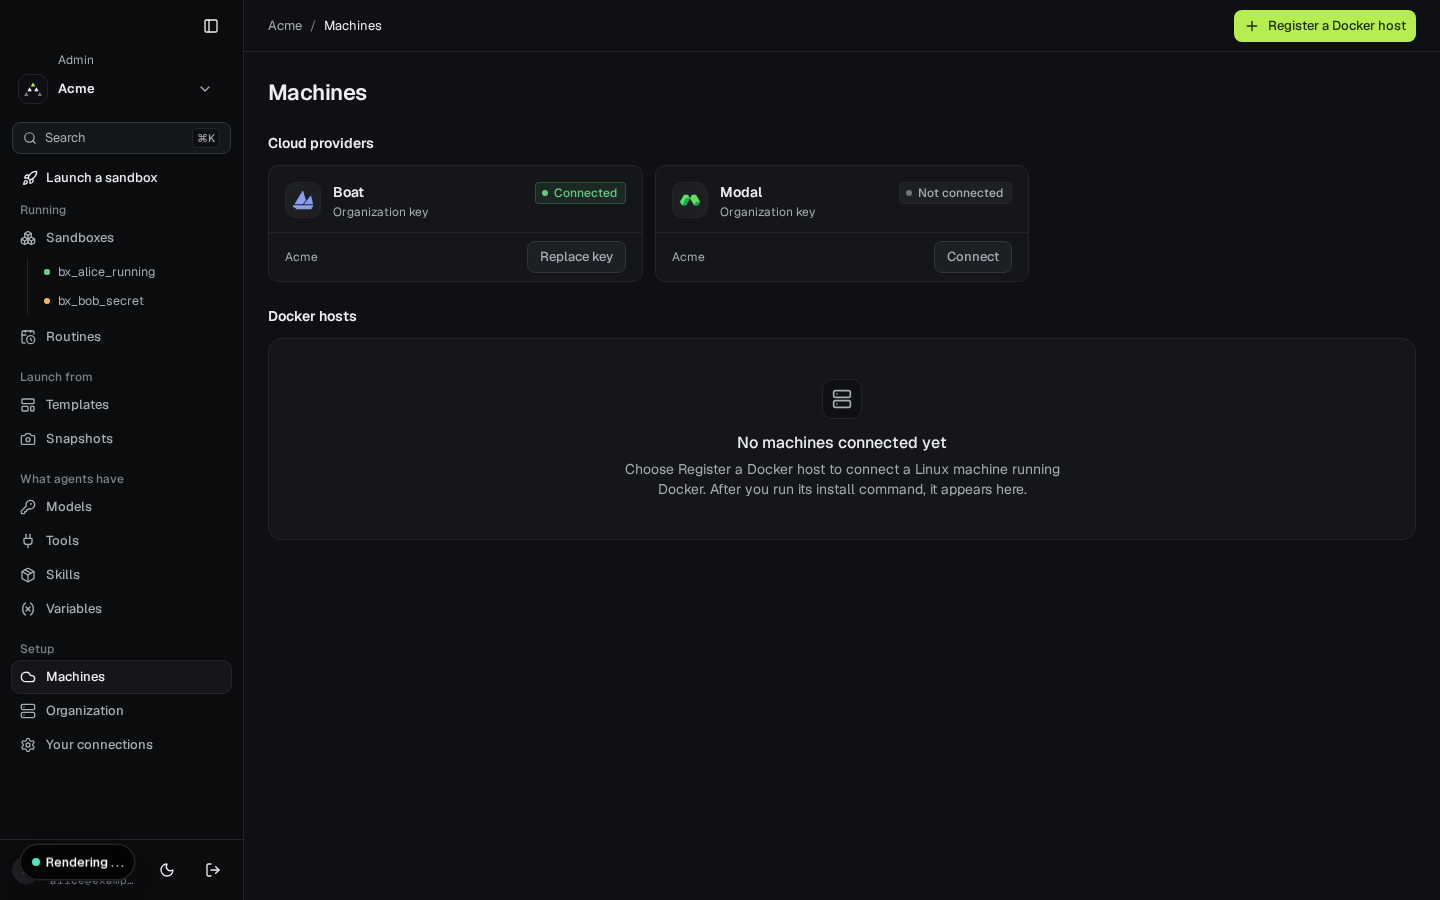 Acme / Machines
Register a Docker host
Admin
Acme
Search ⌘K
Launch a sandbox
Running
Sandboxes
bx_alice_running
bx_bob_secret
Routines
Launch from
Templates
Snapshots
What agents have
Models
Tools
Skills
Variables
Setup
Machines
Organization
Your connections
Rendering ...
Machines
Cloud providers
Boat
Connected
Organization key
Acme
Replace key
Modal
Not connected
Organization key
Acme
Connect
Docker hosts
No machines connected yet
Choose Register a Docker host to connect a Linux machine running
Docker. After you run its install command, it appears here.